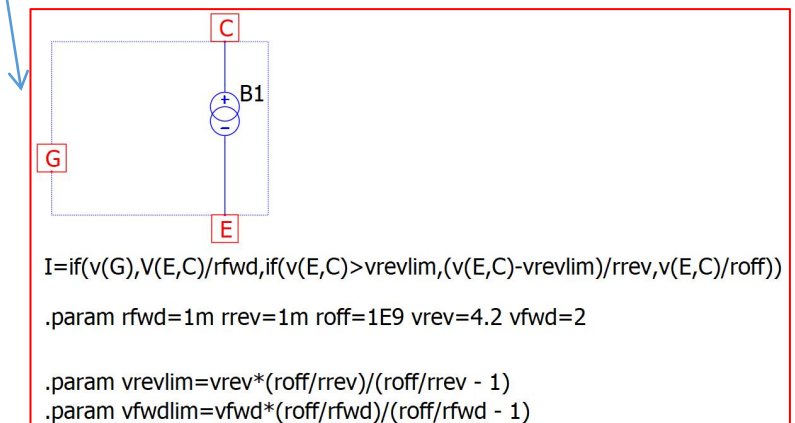 C
+ B1
-
G
E
I=if(v(G),V(E,C)/rfwd,if(v(E,C)>vrevlim,(v(E,C)-vrevlim)/rrev,v(E,C)/roff))
.param rfwd=1m rrev=1m roff=1E9 vrev=4.2 vfwd=2
.param vrevlim=vrev*(roff/rrev)/(roff/rrev - 1)
.param vfwdlim=vfwd*(roff/rfwd)/(roff/rfwd - 1)